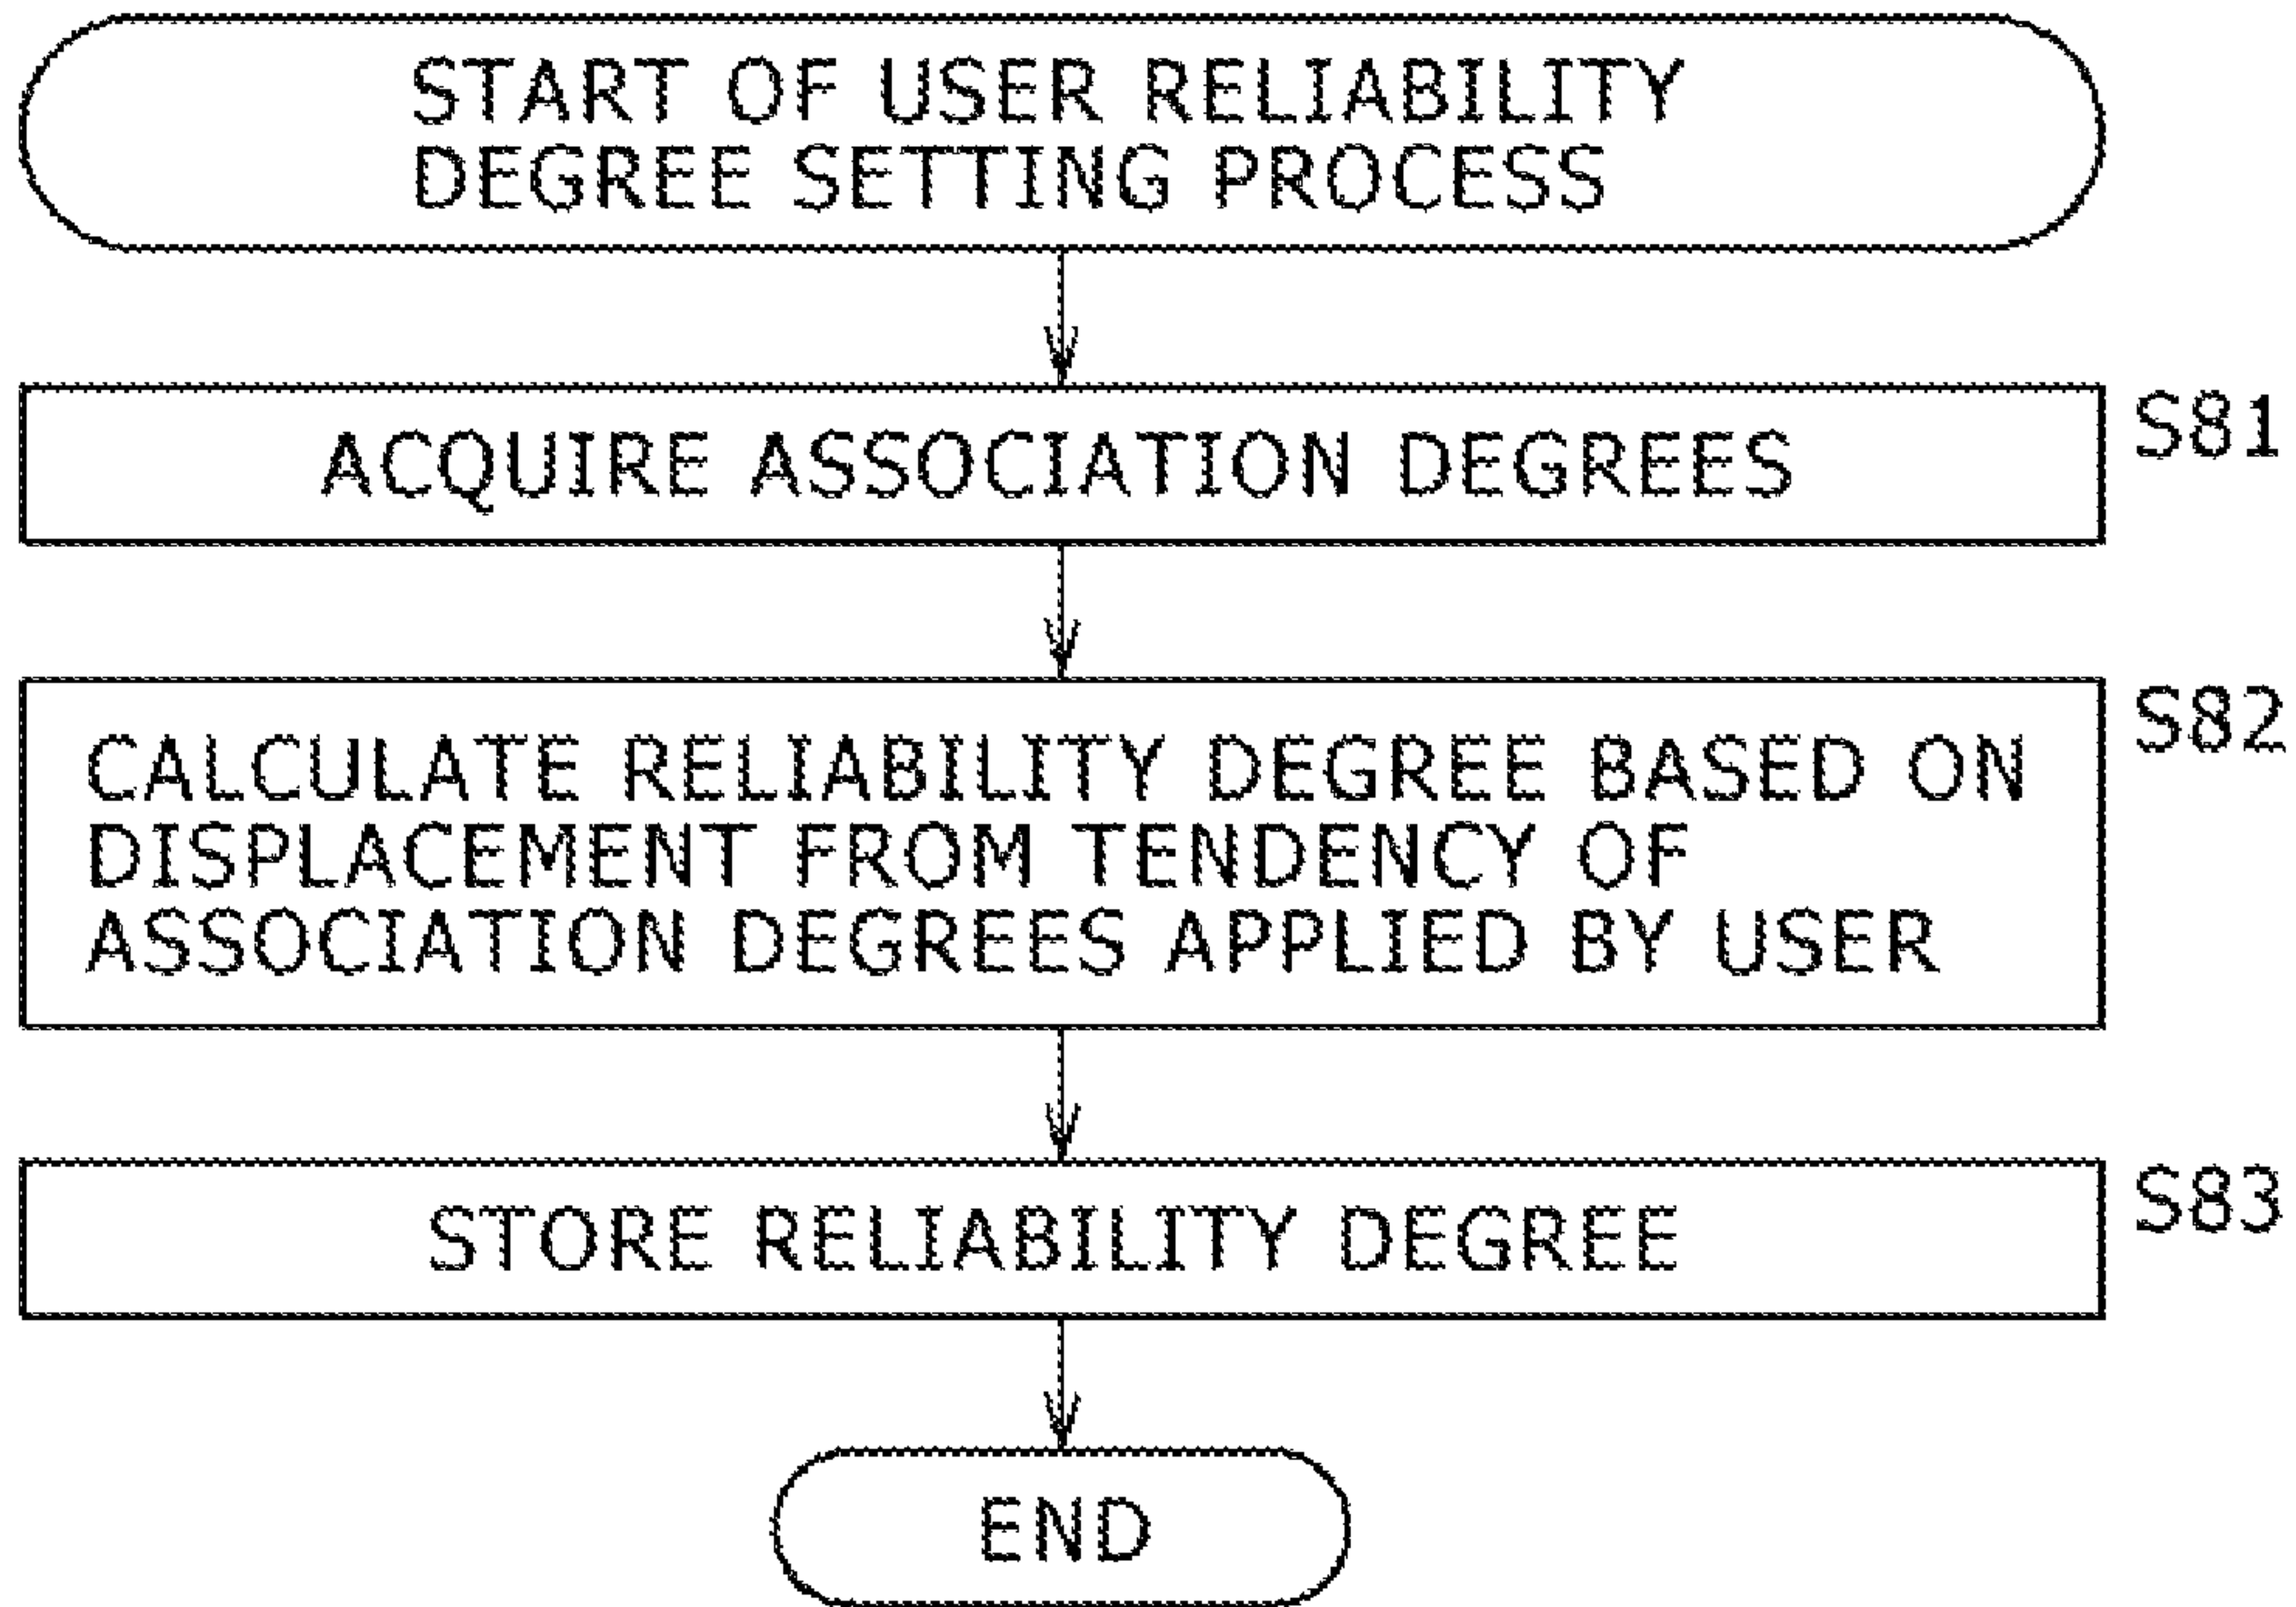 START OF USER RELIABILITY
DEGREE SETTING PROCESS
ACQUIRE ASSOCIATION DEGREES
S81
CALCULATE RELIABILITY DEGREE BASED ON
DISPLACEMENT FROM TENDENCY OF
ASSOCIATION DEGREES APPLIED BY USER
S82
STORE RELIABILITY DEGREE
S83
END